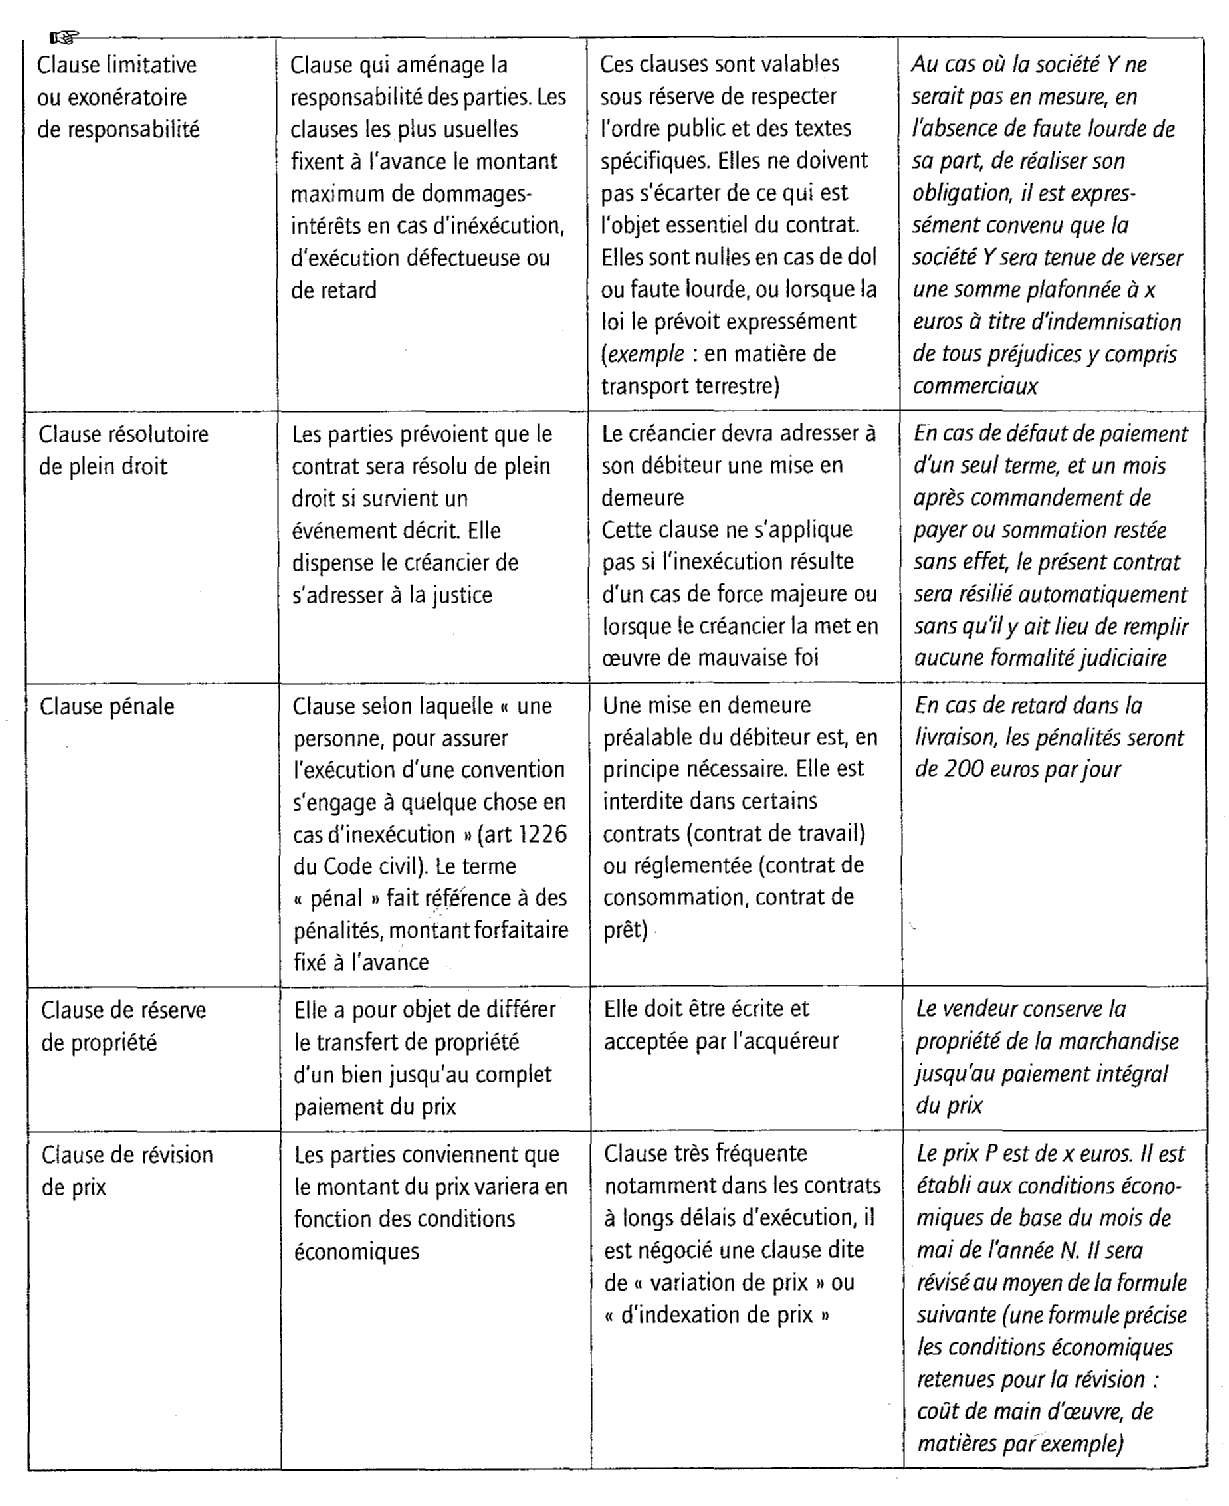 ☞
Clause limitative
ou exonératoire
de responsabilité
Clause qui aménage la
responsabilité des parties. Les
clauses les plus usuelles
fixent à l'avance le montant
maximum de dommages-
intérêts en cas d'inéxécution,
d'exécution défectueuse ou
de retard
Ces clauses sont valables
sous réserve de respecter
l'ordre public et des textes
spécifiques. Elles ne doivent
pas s'écarter de ce qui est
l'objet essentiel du contrat.
Elles sont nulles en cas de dol
ou faute lourde, ou lorsque la
loi le prévoit expressément
(exemple : en matière de
transport terrestre)
Au cas où la société Y ne
serait pas en mesure, en
l'absence de faute lourde de
sa part, de réaliser son
obligation, il est expres-
sément convenu que la
société Y sera tenue de verser
une somme plafonnée à x
euros à titre d'indemnisation
de tous préjudices y compris
commerciaux
Clause résolutoire
de plein droit
Les parties prévoient que le
contrat sera résolu de plein
droit si survient un
événement décrit. Elle
dispense le créancier de
s'adresser à la justice
Le créancier devra adresser à
son débiteur une mise en
demeure
Cette clause ne s'applique
pas si l'inexécution résulte
d'un cas de force majeure ou
lorsque le créancier la met en
œuvre de mauvaise foi
En cas de défaut de paiement
d'un seul terme, et un mois
après commandement de
payer ou sommation restée
sans effet, le présent contrat
sera résilié automatiquement
sans qu'il y ait lieu de remplir
aucune formalité judiciaire
Clause pénale
Clause selon laquelle « une
personne, pour assurer
l'exécution d'une convention
s'engage à quelque chose en
cas d'inexécution » (art 1226
du Code civil). Le terme
« pénal » fait référence à des
pénalités, montant forfaitaire
fixé à l'avance
Une mise en demeure
préalable du débiteur est, en
principe nécessaire. Elle est
interdite dans certains
contrats (contrat de travail)
ou réglementée (contrat de
consommation, contrat de
prêt)
En cas de retard dans la
livraison, les pénalités seront
de 200 euros par jour
Clause de réserve
de propriété
Elle a pour objet de différer
le transfert de propriété
d'un bien jusqu'au complet
paiement du prix
Elle doit être écrite et
acceptée par l'acquéreur
Le vendeur conserve la
propriété de la marchandise
jusqu'au paiement intégral
du prix
Clause de révision
de prix
Les parties conviennent que
le montant du prix variera en
fonction des conditions
économiques
Clause très fréquente
notamment dans les contrats
à longs délais d'exécution, il
est négocié une clause dite
de « variation de prix » ou
« d'indexation de prix »
Le prix P est de x euros. Il est
établi aux conditions écono-
miques de base du mois de
mai de l'année N. Il sera
révisé au moyen de la formule
suivante (une formule précise
les conditions économiques
retenues pour la révision :
coût de main d'œuvre, de
matières par exemple)